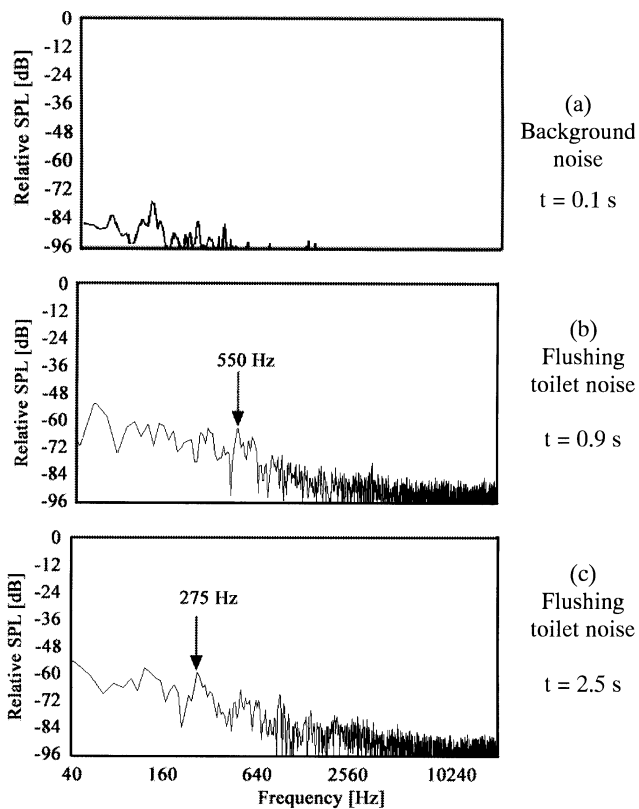 Relative SPL [dB]
0
-12
-24
-36
-48
-60
-72
-84
-96
(a)
Background
noise
t = 0.1 s
Relative SPL [dB]
0
-12
-24
-36
-48
-60
-72
-84
-96
550 Hz
(b)
Flushing
toilet noise
t = 0.9 s
Relative SPL [dB]
0
-12
-24
-36
-48
-60
-72
-84
-96
275 Hz
(c)
Flushing
toilet noise
t = 2.5 s
40 160 640 2560 10240
Frequency [Hz]